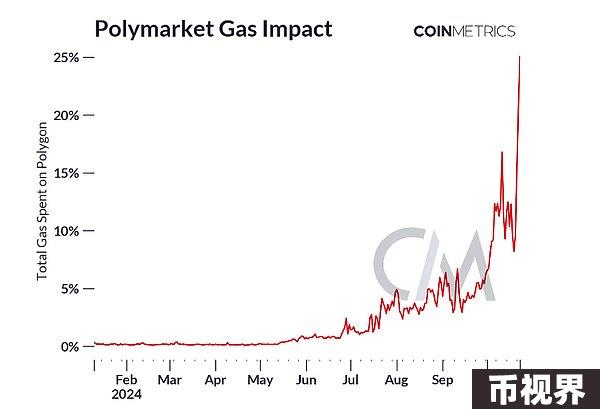 Polymarket Gas Impact
COINMETRICS
25%
20%
15%
10%
5%
0%
Total Gas Spent on Polygon
CM
Feb
2024
Mar
Apr
May
Jun
Jul
Aug
Sep
币视界